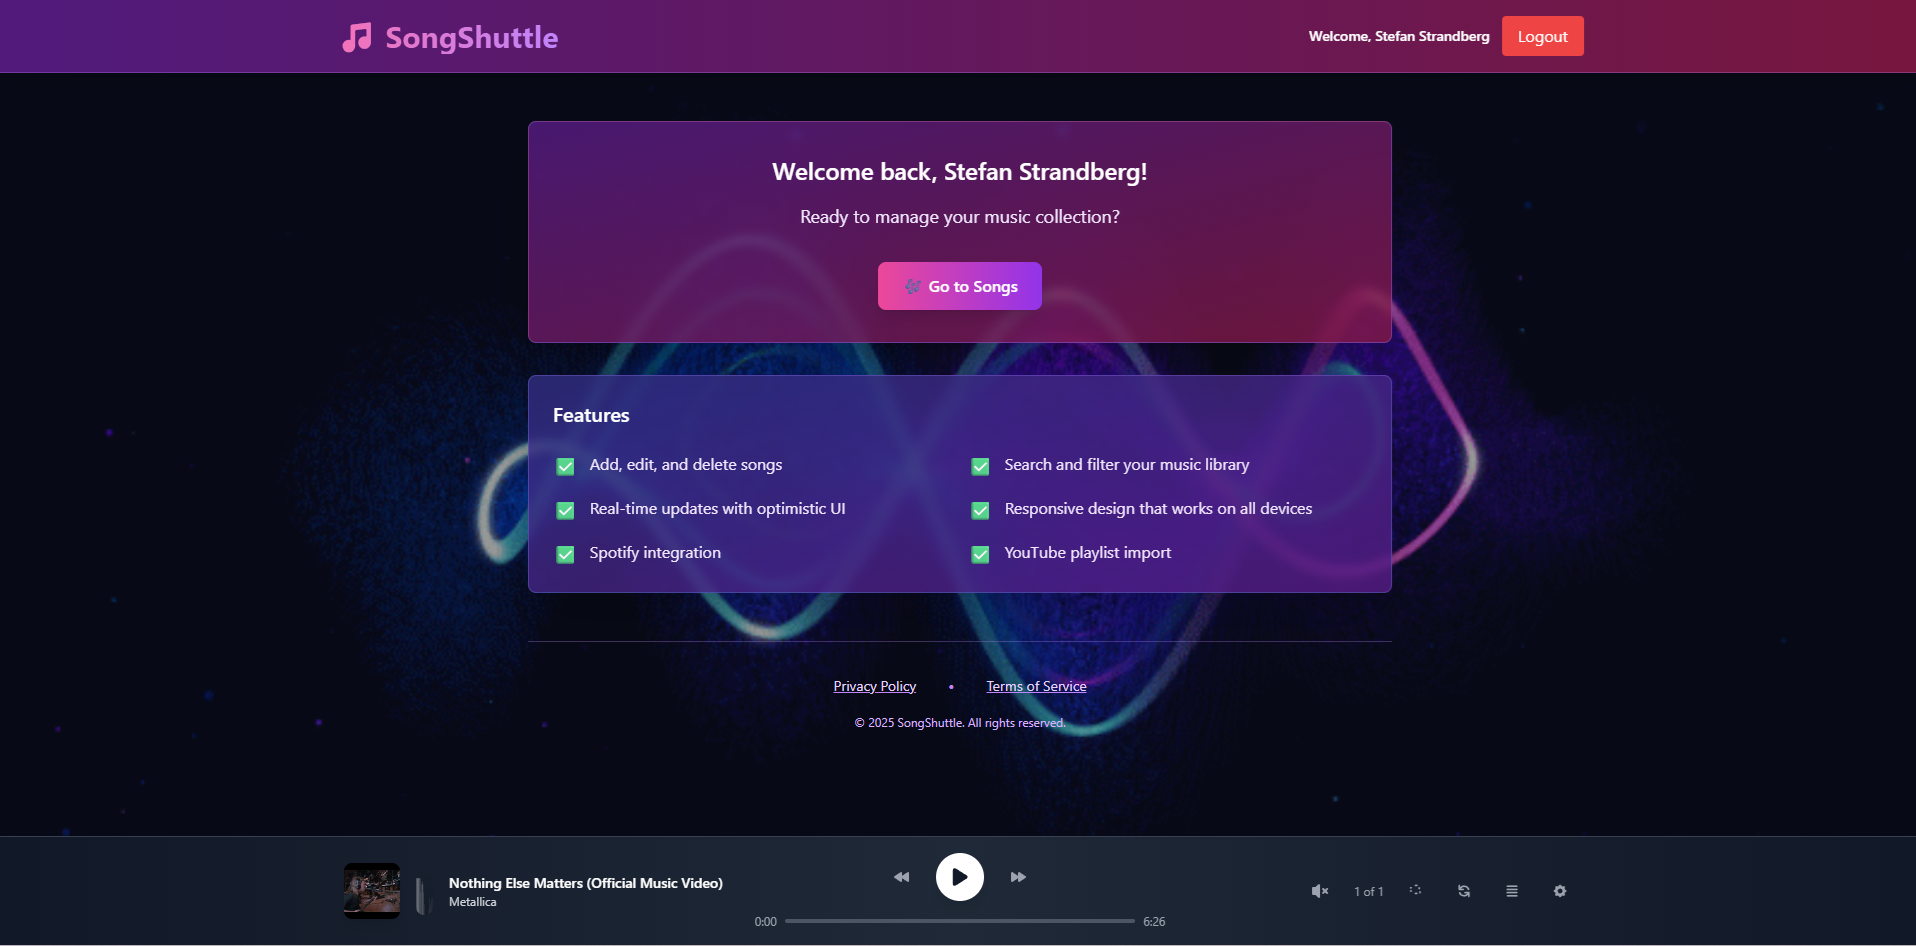 SongShuttle
Welcome, Stefan Strandberg
Logout
Welcome back, Stefan Strandberg!
Ready to manage your music collection?
Go to Songs
Features
Add, edit, and delete songs
Search and filter your music library
Real-time updates with optimistic UI
Responsive design that works on all devices
Spotify integration
YouTube playlist import
Privacy Policy • Terms of Service
© 2025 SongShuttle. All rights reserved.
Nothing Else Matters (Official Music Video)
Metallica
0:00
6:26
1 of 1